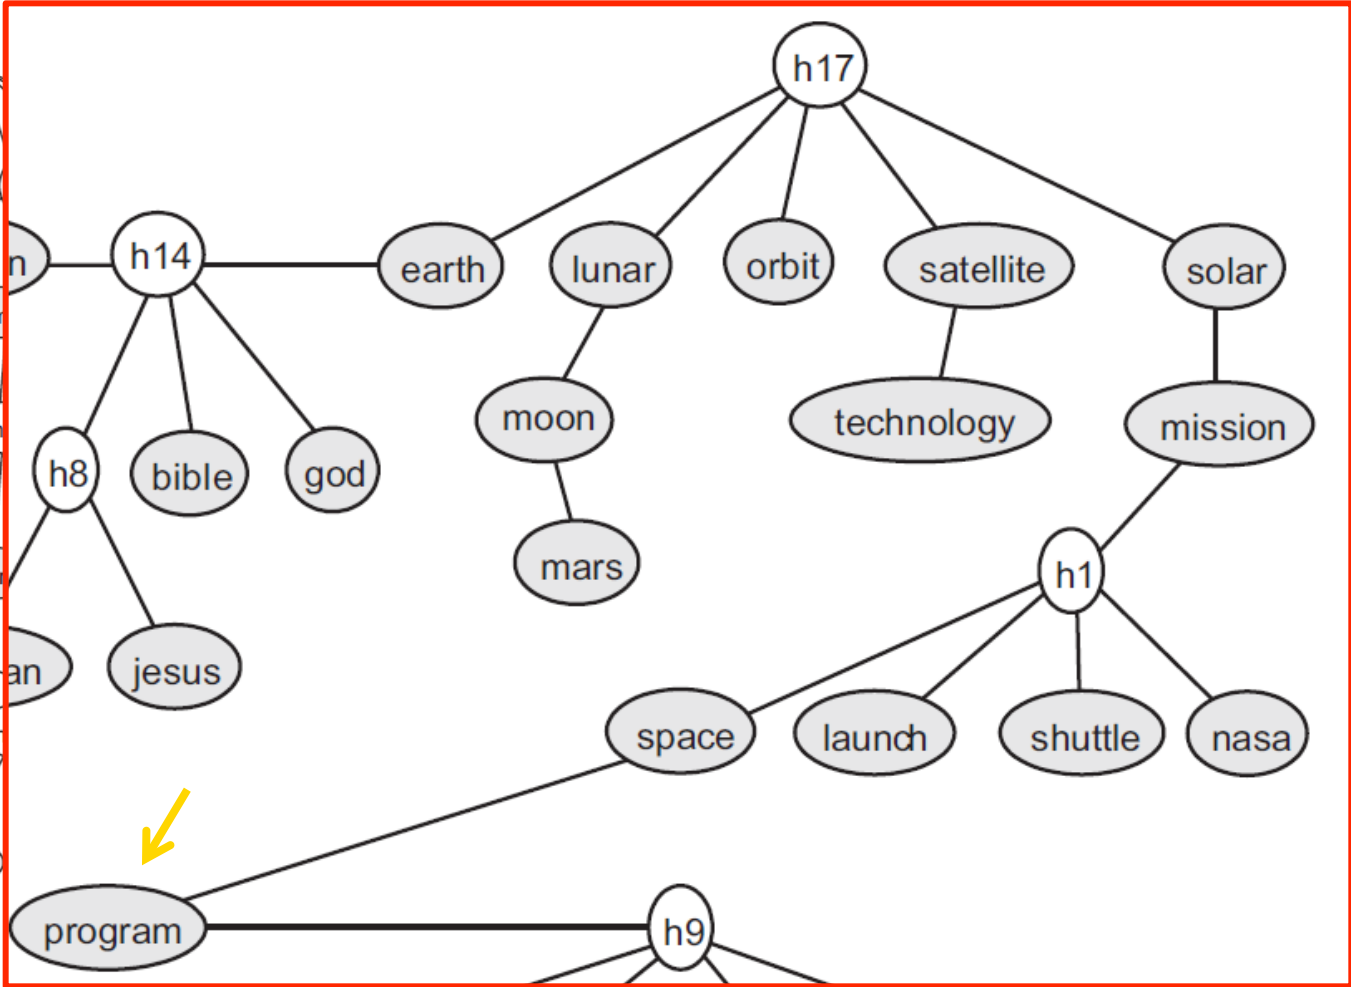 h17
n h14 earth lunar orbit satellite solar
h8 bible god moon technology mission
mars h1
an jesus space launch shuttle nasa
program h9